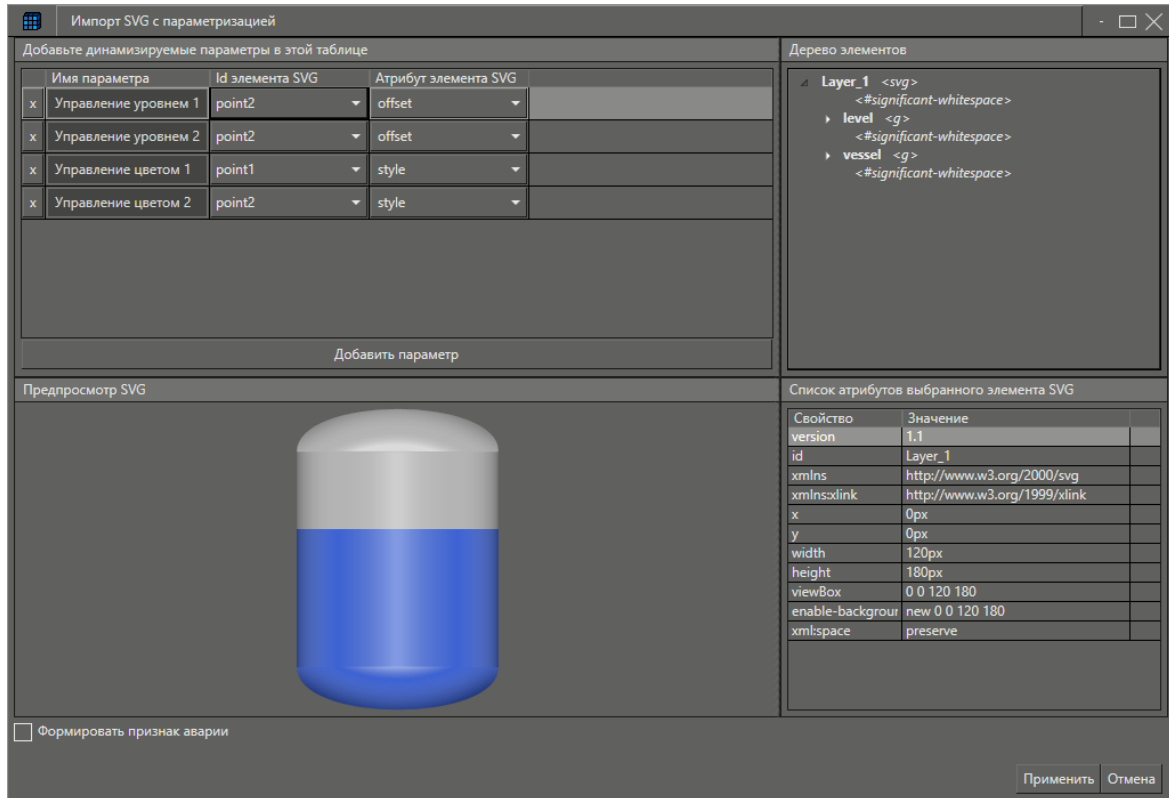 Импорт SVG с параметризацией
Добавьте динамизируемые параметры в этой таблице
Имя параметра Id элемента SVG Атрибут элемента SVG
x Управление уровнем 1 point2 offset
x Управление уровнем 2 point2 offset
x Управление цветом 1 point1 style
x Управление цветом 2 point2 style
Добавить параметр
Дерево элементов
Layer_1 <svg>
<#significant-whitespace>
level <g>
<#significant-whitespace>
vessel <g>
<#significant-whitespace>
Предпросмотр SVG
Список атрибутов выбранного элемента SVG
Свойство Значение
version 1.1
id Layer_1
xmlns http://www.w3.org/2000/svg
xmlns:xlink http://www.w3.org/1999/xlink
x 0px
y 0px
width 120px
height 180px
viewBox 0 0 120 180
enable-backgrour new 0 0 120 180
xml:space preserve
Формировать признак аварии
Применить Отмена